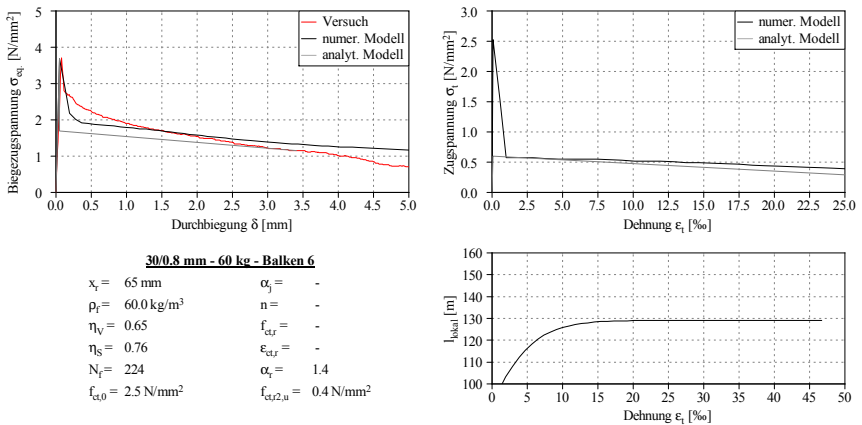 Biegezugspannung σeq. [N/mm²]
5
4
3
2
1
0
0.0 0.5 1.0 1.5 2.0 2.5 3.0 3.5 4.0 4.5 5.0
Durchbiegung δ [mm]
Versuch
numer. Modell
analyt. Modell
Zugspannung σt [N/mm²]
3.0
2.5
2.0
1.5
1.0
0.5
0.0
0.0 2.5 5.0 7.5 10.0 12.5 15.0 17.5 20.0 22.5 25.0
Dehnung εt [‰]
numer. Modell
analyt. Modell
30/0.8 mm - 60 kg - Balken 6
xr = 65 mm αj = -
ρf = 60.0 kg/m³ n = -
ηV = 0.65 fct,r = -
ηS = 0.76 εct,r = -
Nf = 224 αr = 1.4
fct,0 = 2.5 N/mm² fct,r2,u = 0.4 N/mm²
llokal [m]
160
150
140
130
120
110
100
0 5 10 15 20 25 30 35 40 45 50
Dehnung εt [‰]